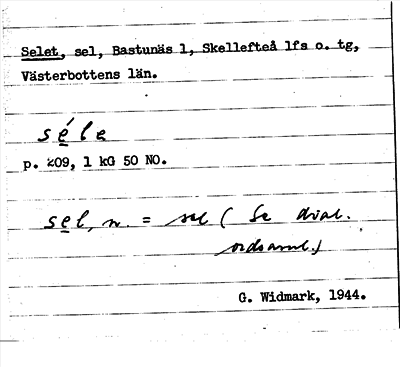 Selet, sel, Bastunäs 1, Skellefteå lfs o. tg,
Västerbottens län.
séle
p. 209, 1 kG 50 NO.
sel, n. = sel (Se dial.
ordsaml.)
G. Widmark, 1944.